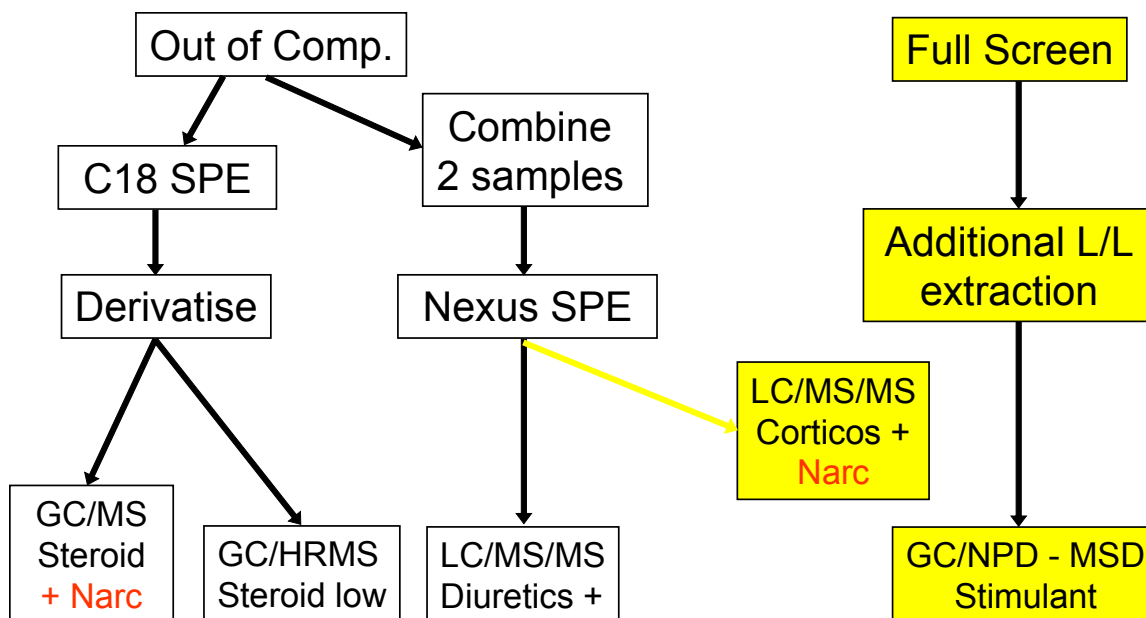 Out of Comp.
Full Screen
Combine
2 samples
C18 SPE
Additional L/L
extraction
Derivatise
Nexus SPE
LC/MS/MS
Corticos +
Narc
GC/MS
Steroid
+ Narc
GC/HRMS
Steroid low
LC/MS/MS
Diuretics +
GC/NPD - MSD
Stimulant